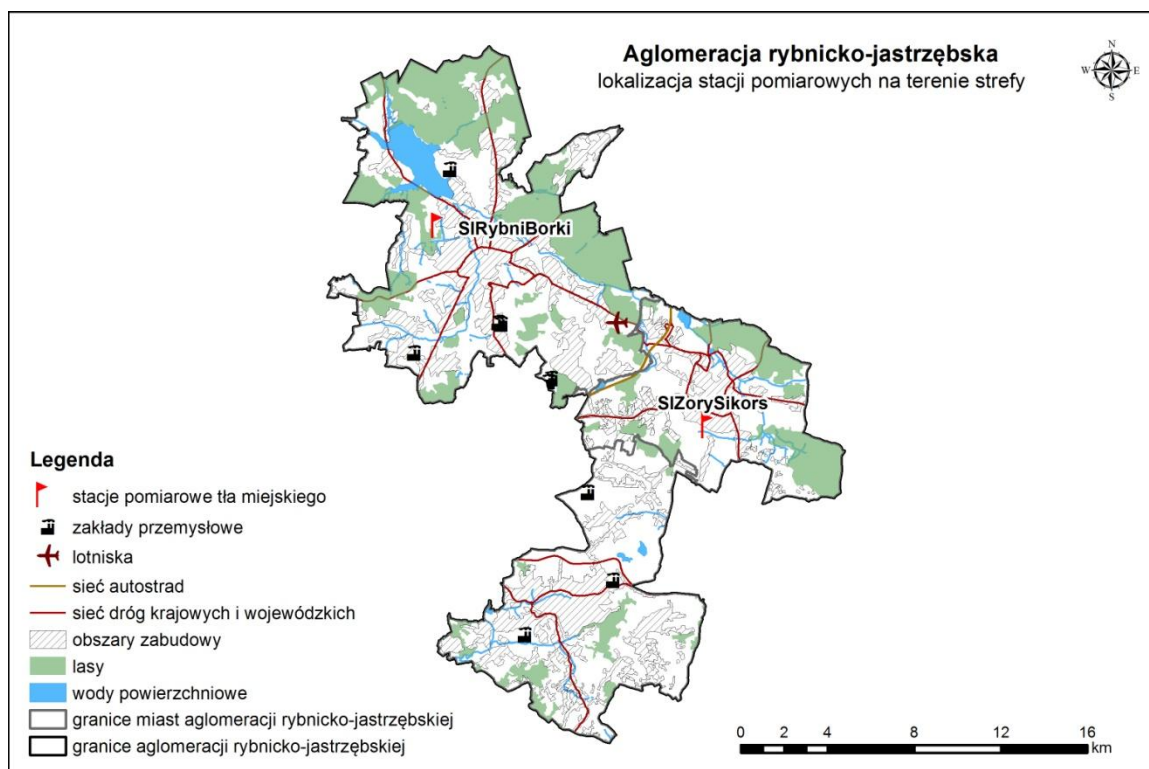 Aglomeracja rybnicko-jastrzębska
lokalizacja stacji pomiarowych na terenie strefy
N
W E
S
SlRybniBorki
SlZorySikors
Legenda
stacje pomiarowe tła miejskiego
zakłady przemysłowe
lotniska
sieć autostrad
sieć dróg krajowych i wojewódzkich
obszary zabudowy
lasy
wody powierzchniowe
granice miast aglomeracji rybnicko-jastrzębskiej
granice aglomeracji rybnicko-jastrzębskiej
0 2 4 8 12 16
km